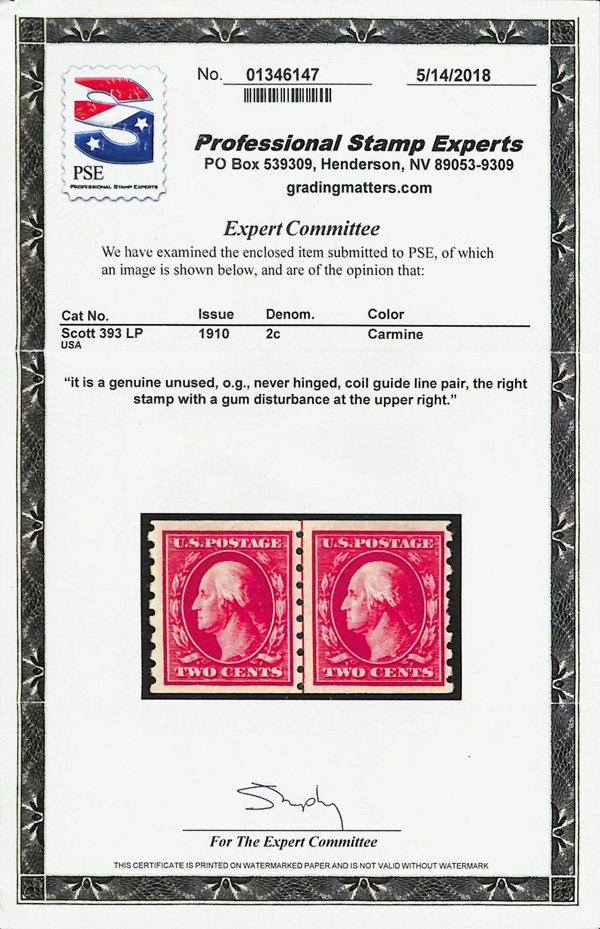 No. 01346147 5/14/2018
PSE
PROFESSIONAL STAMP EXPERTS
Professional Stamp Experts
PO Box 539309, Henderson, NV 89053-9309
gradingmatters.com
Expert Committee
We have examined the enclosed item submitted to PSE, of which
an image is shown below, and are of the opinion that:
Cat No. Issue Denom. Color
Scott 393 LP 1910 2c Carmine
USA
“it is a genuine unused, o.g., never hinged, coil guide line pair, the right
stamp with a gum disturbance at the upper right.”
U.S. POSTAGE U.S. POSTAGE
TWO CENTS TWO CENTS
For The Expert Committee
THIS CERTIFICATE IS PRINTED ON WATERMARKED PAPER AND IS NOT VALID WITHOUT WATERMARK